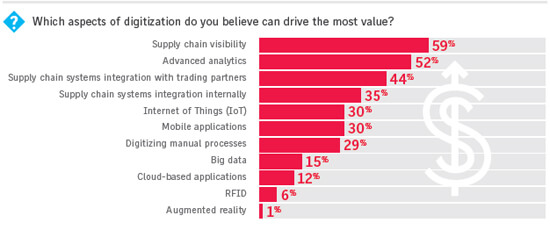 ? Which aspects of digitization do you believe can drive the most value?
Supply chain visibility 59%
Advanced analytics 52%
Supply chain systems integration with trading partners 44%
Supply chain systems integration internally 35%
Internet of Things (IoT) 30%
Mobile applications 30%
Digitizing manual processes 29%
Big data 15%
Cloud-based applications 12%
RFID 6%
Augmented reality 1%